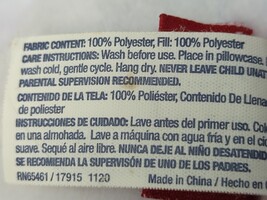 FABRIC CONTENT: 100% Polyester, Fill: 100% Polyester
CARE INSTRUCTIONS: Wash before use. Place in pillowcase.
wash cold, gentle cycle. Hang dry. NEVER LEAVE CHILD UNAT
PARENTAL SUPERVISION RECOMMENDED.
CONTENIDO DE LA TELA: 100% Poliéster, Contenido De Llena
de poliester
INSTRUCCIONES DE CUIDADO: Lave antes del primer uso. Colo
en una almohada. Lave a máquina con agua fría y en el cic
suave. Seque al aire libre. NUNCA DEJE AL NIÑO DESATENDID
SE RECOMIENDA LA SUPERVISIÓN DE UNO DE LOS PADRES.
RN65461 / 17915 1120 Made in China / Hecho en C